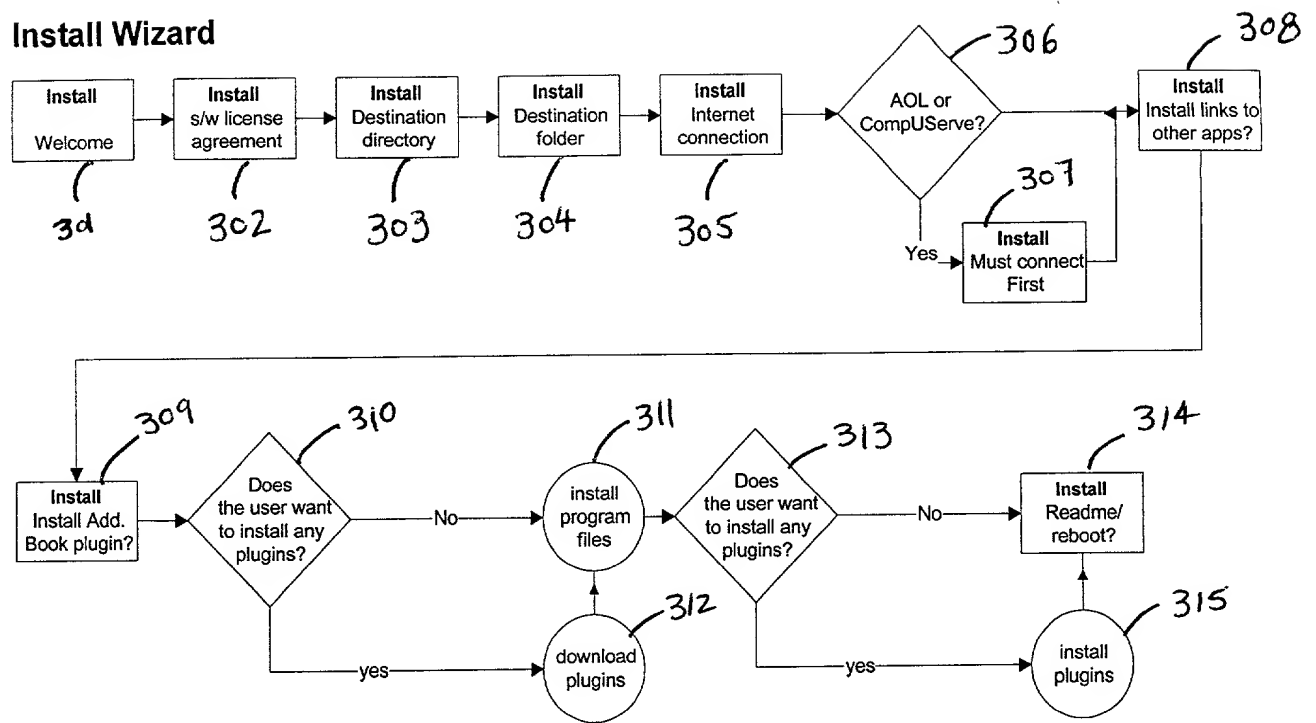 Install Wizard
306
308
Install
Welcome
Install
s/w license
agreement
Install
Destination
directory
Install
Destination
folder
Install
Internet
connection
AOL or
CompUServe?
Install
Install links to
other apps?
301
302
303
304
305
307
Yes
Install
Must connect
First
309
310
311
313
314
Install
Install Add.
Book plugin?
Does
the user want
to install any
plugins?
No
install
program
files
Does
the user want
to install any
plugins?
No
Install
Readme/
reboot?
312
315
yes
download
plugins
yes
install
plugins